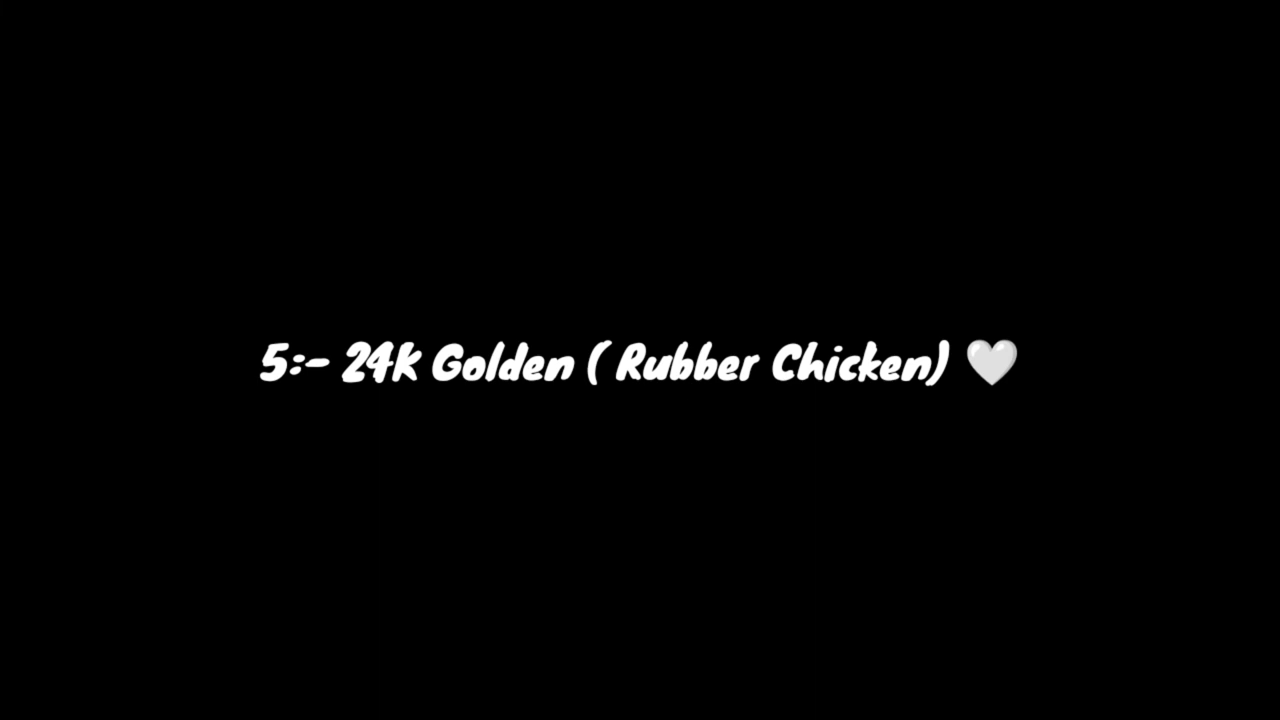 5:- 24K Golden ( Rubber Chicken) 🤍